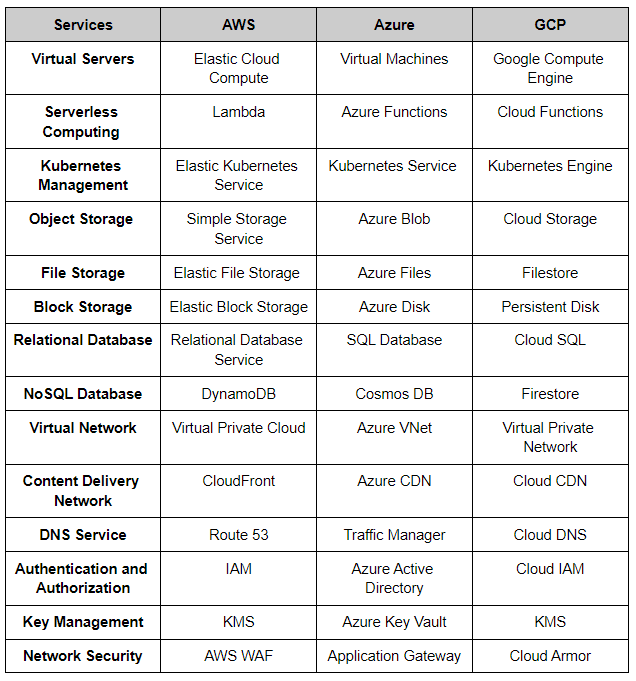 Services AWS Azure GCP
Virtual Servers Elastic Cloud Virtual Machines Google Compute
Compute Engine
Serverless Lambda Azure Functions Cloud Functions
Computing
Kubernetes Elastic Kubernetes Kubernetes Service Kubernetes Engine
Management Service
Object Storage Simple Storage Azure Blob Cloud Storage
Service
File Storage Elastic File Storage Azure Files Filestore
Block Storage Elastic Block Storage Azure Disk Persistent Disk
Relational Database Relational Database SQL Database Cloud SQL
Service
NoSQL Database DynamoDB Cosmos DB Firestore
Virtual Network Virtual Private Cloud Azure VNet Virtual Private
Network
Content Delivery CloudFront Azure CDN Cloud CDN
Network
DNS Service Route 53 Traffic Manager Cloud DNS
Authentication and IAM Azure Active Cloud IAM
Authorization Directory
Key Management KMS Azure Key Vault KMS
Network Security AWS WAF Application Gateway Cloud Armor